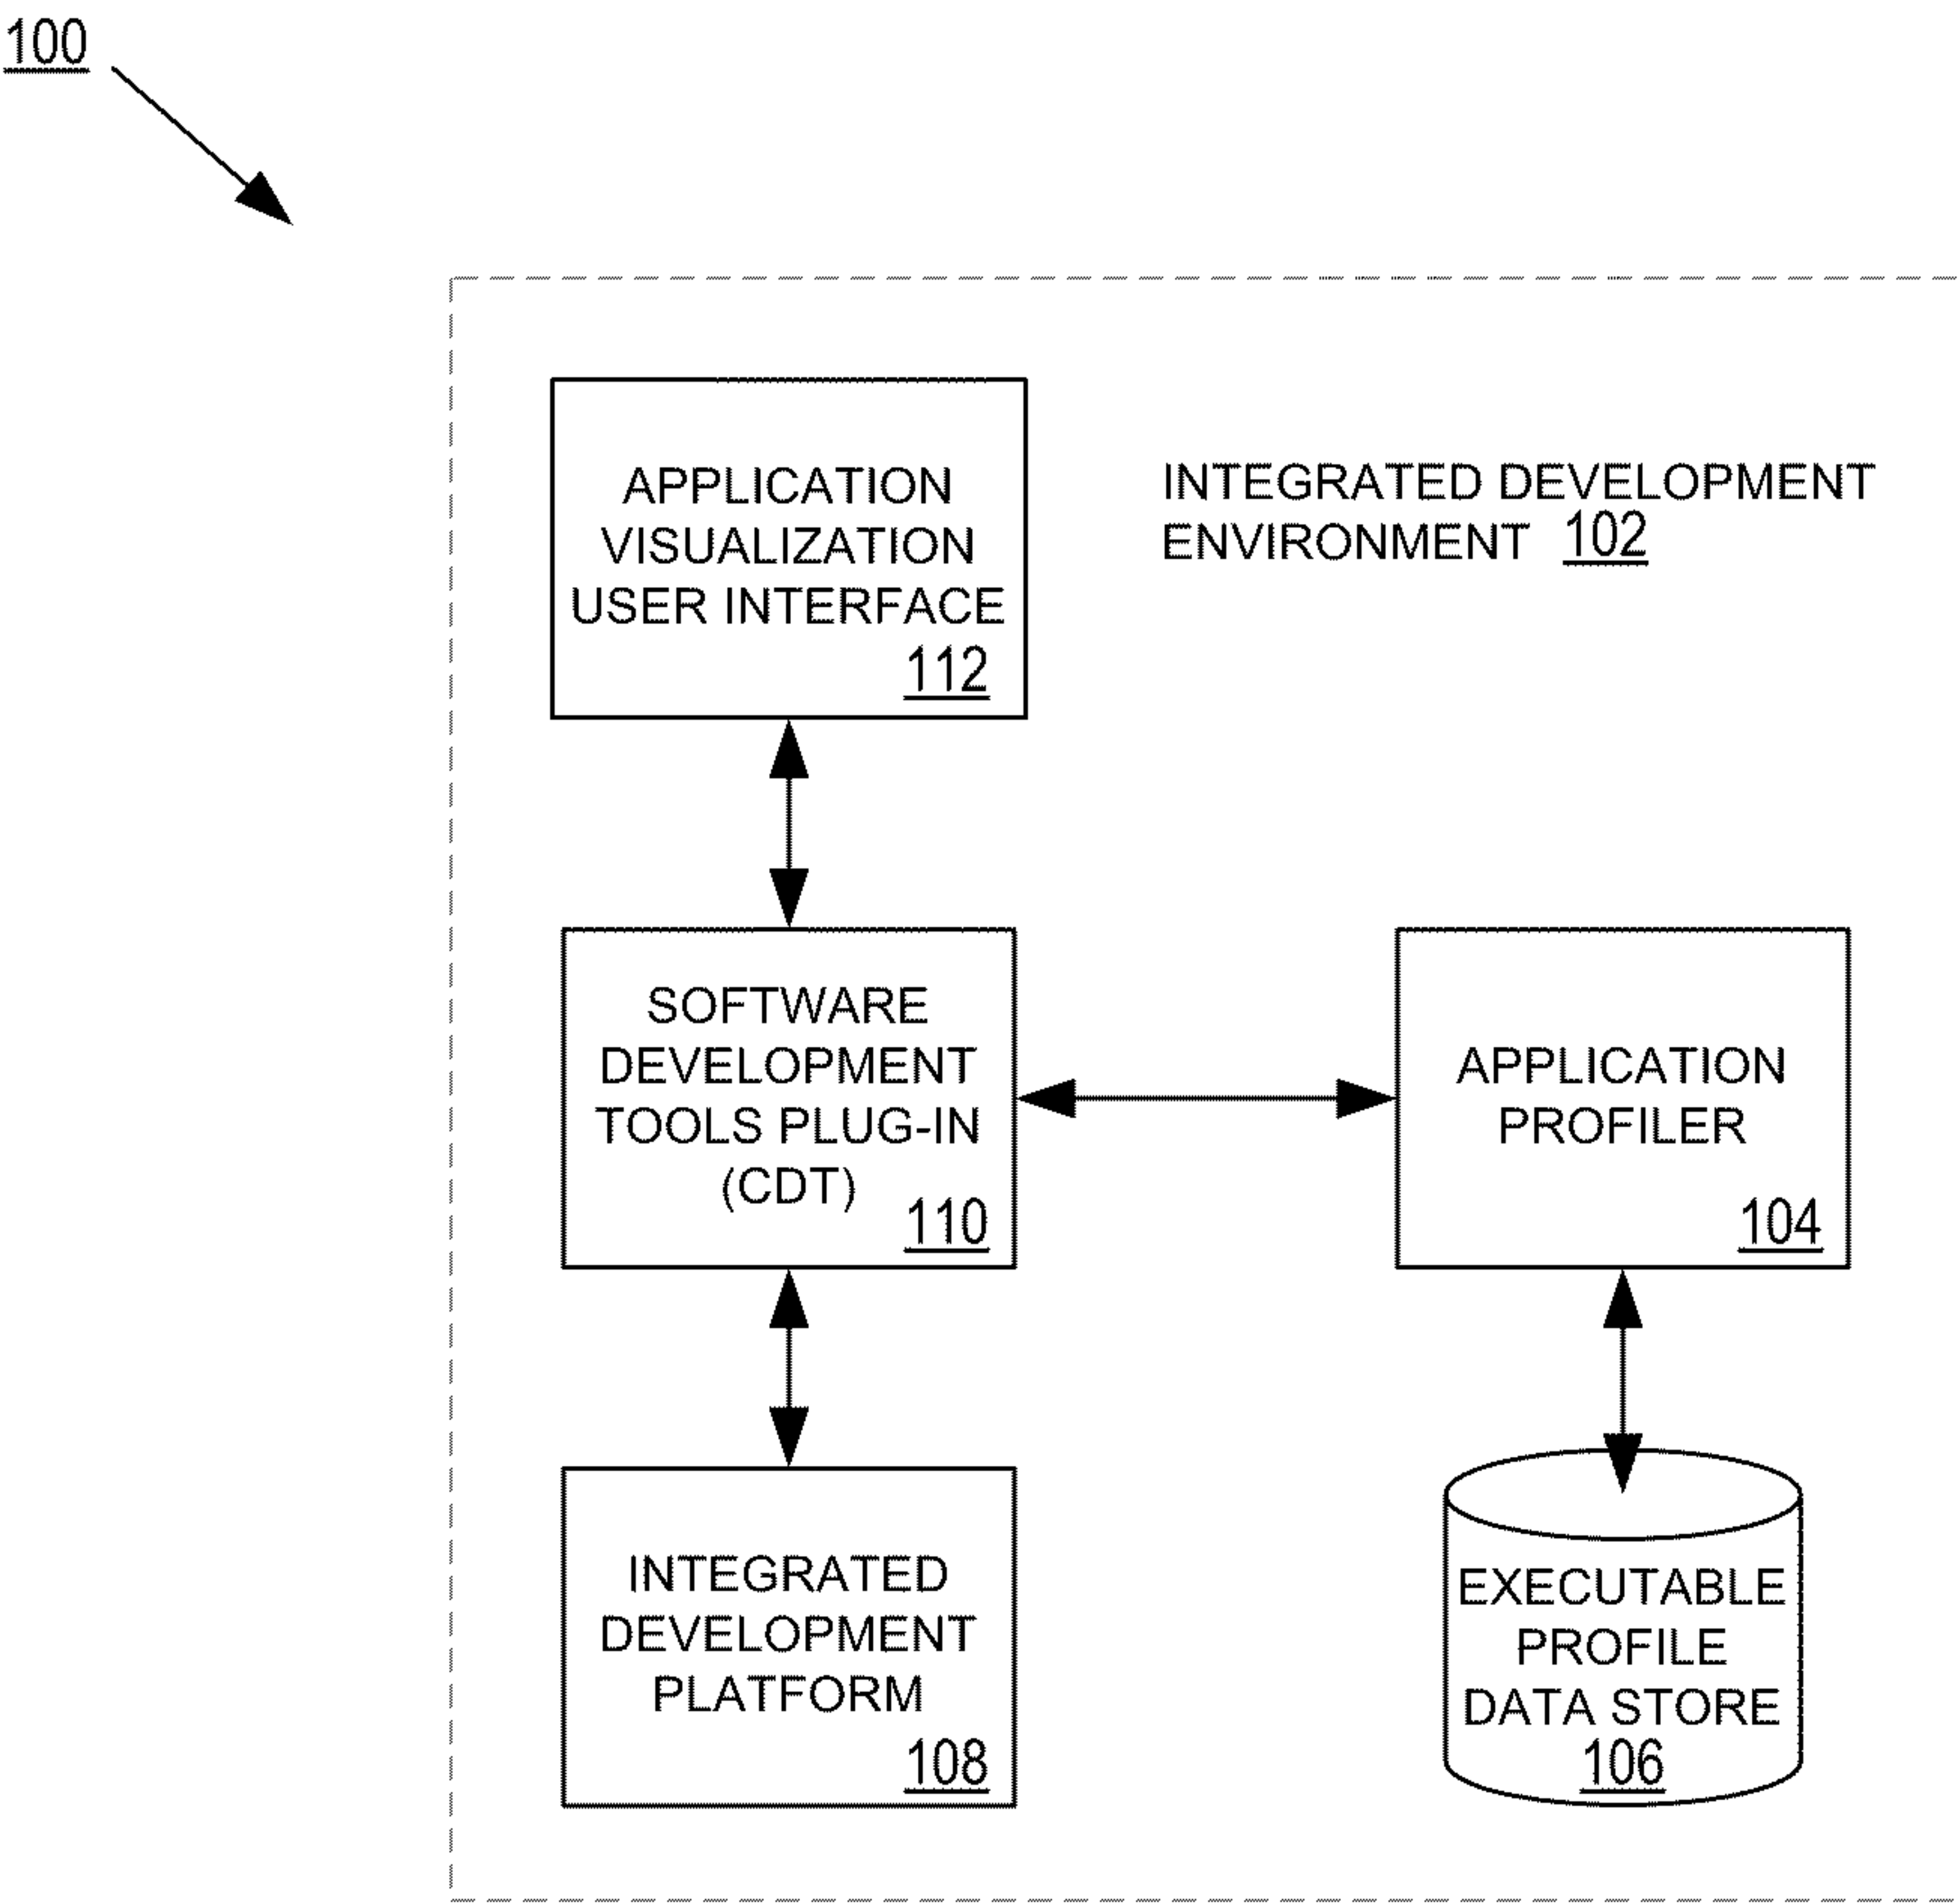 100
APPLICATION
VISUALIZATION
USER INTERFACE
112
INTEGRATED DEVELOPMENT
ENVIRONMENT 102
SOFTWARE
DEVELOPMENT
TOOLS PLUG-IN
(CDT)
110
APPLICATION
PROFILER
104
INTEGRATED
DEVELOPMENT
PLATFORM
108
EXECUTABLE
PROFILE
DATA STORE
106